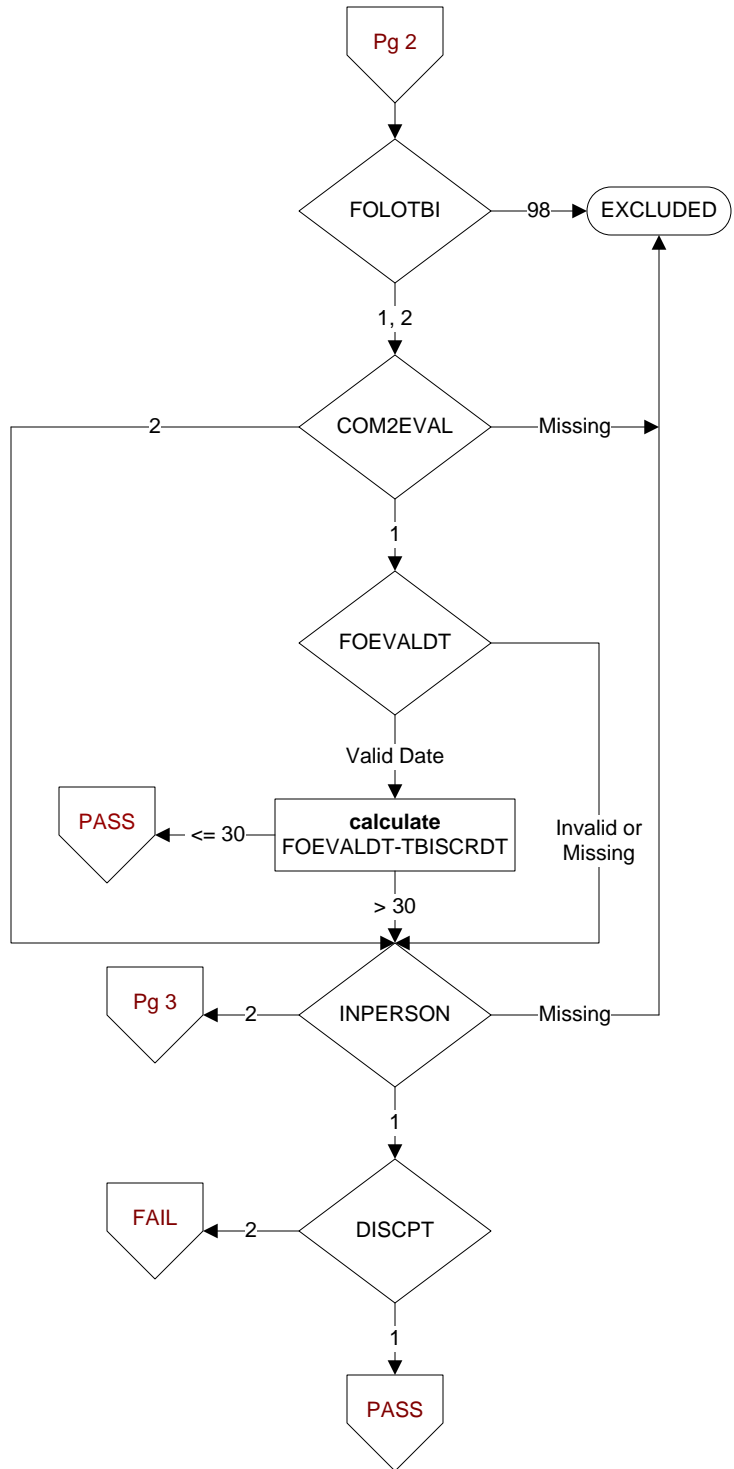 Pg 2
FOLOTBI
98
EXCLUDED
1, 2
2
COM2EVAL
Missing
1
FOEVALDT
Valid Date
PASS
<= 30
calculate
FOEVALDT-TBISCRDT
Invalid or
Missing
> 30
Pg 3
2
INPERSON
Missing
1
FAIL
2
DISCPT
1
PASS